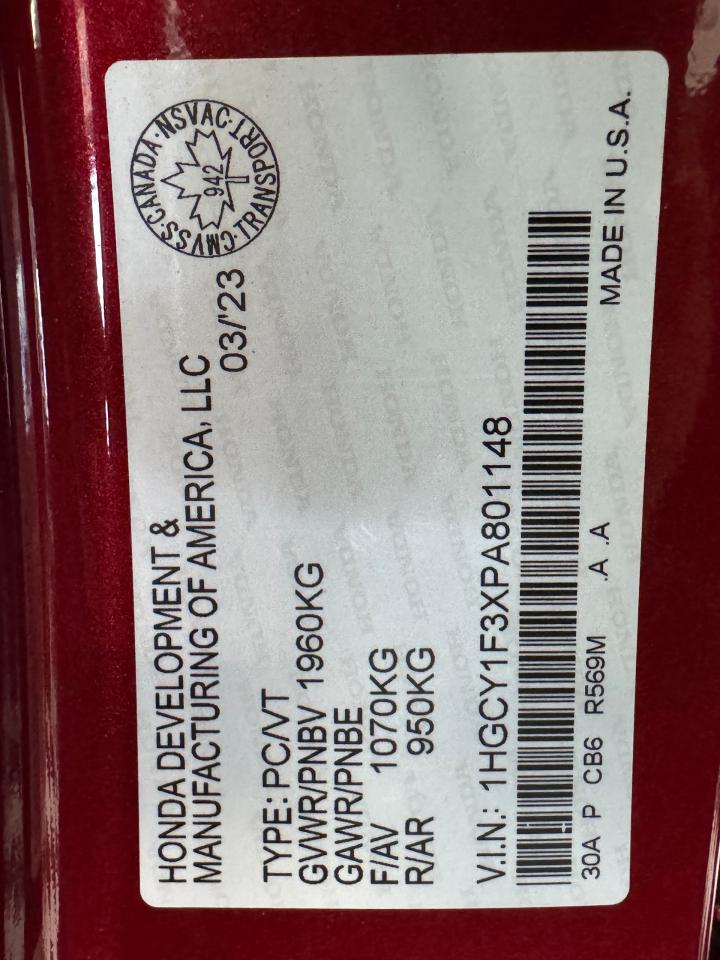 HONDA DEVELOPMENT &
MANUFACTURING OF AMERICA, LLC
03/'23
CMVSS·CANADA·NSVAC·TRANSPORT·
942
TYPE: PC/VT
GVWR/PNBV 1960KG
GAWR/PNBE
F/AV 1070KG
R/AR 950KG
V.I.N.: 1HGCY1F3XPA801148
30A P CB6 R569M .A .A
MADE IN U.S.A.